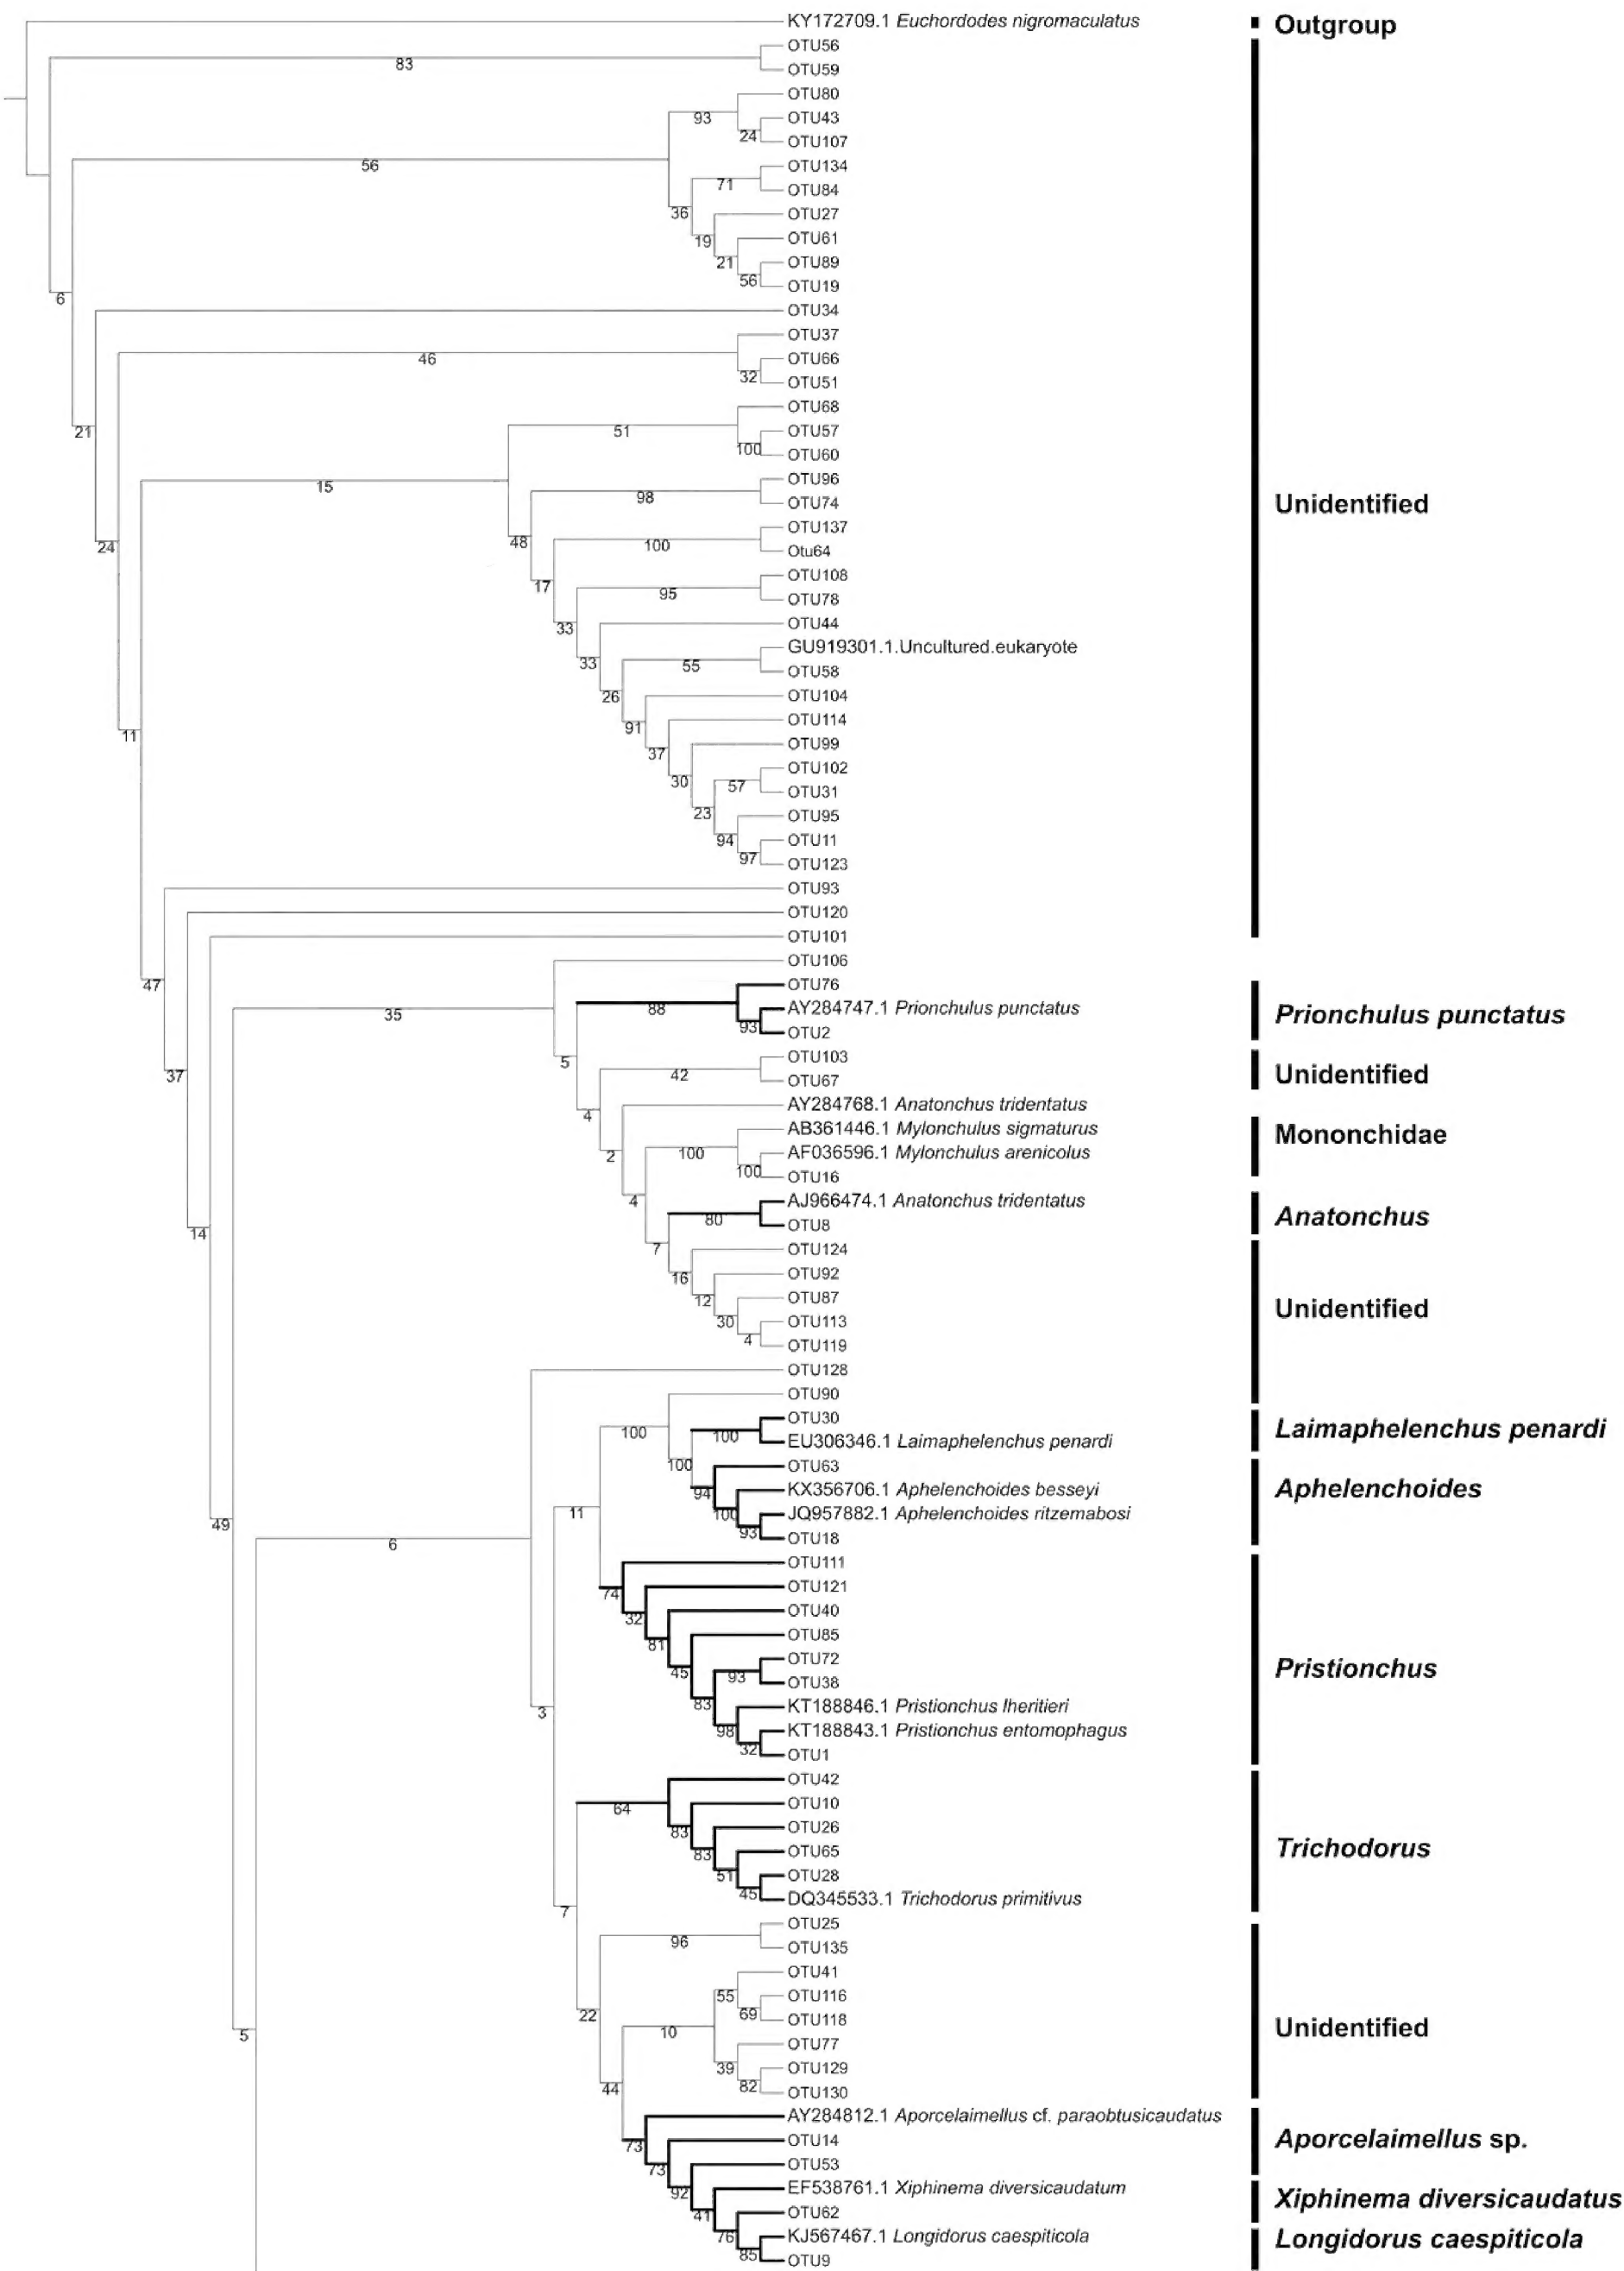 KY172709.1 Euchordodes nigromaculatus
Outgroup
OTU56
83
OTU59
OTU80
93
OTU43
24
OTU107
56
OTU134
71
OTU84
36
OTU27
19
OTU61
21
OTU89
56
OTU19
6
OTU34
OTU37
46
OTU66
32
OTU51
OTU68
21
51
OTU57
100
OTU60
15
OTU96
98
OTU74
Unidentified
OTU137
48
100
Otu64
24
OTU108
17
95
OTU78
OTU44
33
GU919301.1.Uncultured.eukaryote
33
55
OTU58
26
OTU104
OTU114
91
11
OTU99
37
OTU102
30
57
OTU31
23
OTU95
94
OTU11
97
OTU123
OTU93
OTU120
OTU101
OTU106
47
OTU76
35
88
AY284747.1 Prionchulus punctatus
Prionchulus punctatus
93
OTU2
5
OTU103
37
42
OTU67
Unidentified
AY284768.1 Anatonchus tridentatus
4
AB361446.1 Mylonchulus sigmaturus
Mononchidae
2
100
AF036596.1 Mylonchulus arenicolus
100
OTU16
4
AJ966474.1 Anatonchus tridentatus
Anatonchus
80
OTU8
14
7
OTU124
16
OTU92
12
OTU87
Unidentified
30
OTU113
4
OTU119
OTU128
OTU90
OTU30
Laimaphelenchus penardi
100
100
EU306346.1 Laimaphelenchus penardi
100
OTU63
94
KX356706.1 Aphelenchoides besseyi
Aphelenchoides
11
100
JQ957882.1 Aphelenchoides ritzemabosi
49
93
OTU18
6
OTU111
74
OTU121
32
OTU40
81
OTU85
45
OTU72
Pristionchus
93
OTU38
3
83
KT188846.1 Pristionchus lheritieri
98
KT188843.1 Pristionchus entomophagus
32
OTU1
OTU42
64
OTU10
83
OTU26
83
OTU65
Trichodorus
51
OTU28
45
DQ345533.1 Trichodorus primitivus
7
OTU25
96
OTU135
OTU41
55
OTU116
22
69
OTU118
5
10
OTU77
Unidentified
39
OTU129
44
82
OTU130
AY284812.1 Aporcelaimellus cf. paraobtusicaudatus
73
OTU14
Aporcelaimellus sp.
73
OTU53
92
EF538761.1 Xiphinema diversicaudatum
Xiphinema diversicaudatus
41
OTU62
76
KJ567467.1 Longidorus caespiticola
Longidorus caespiticola
85
OTU9